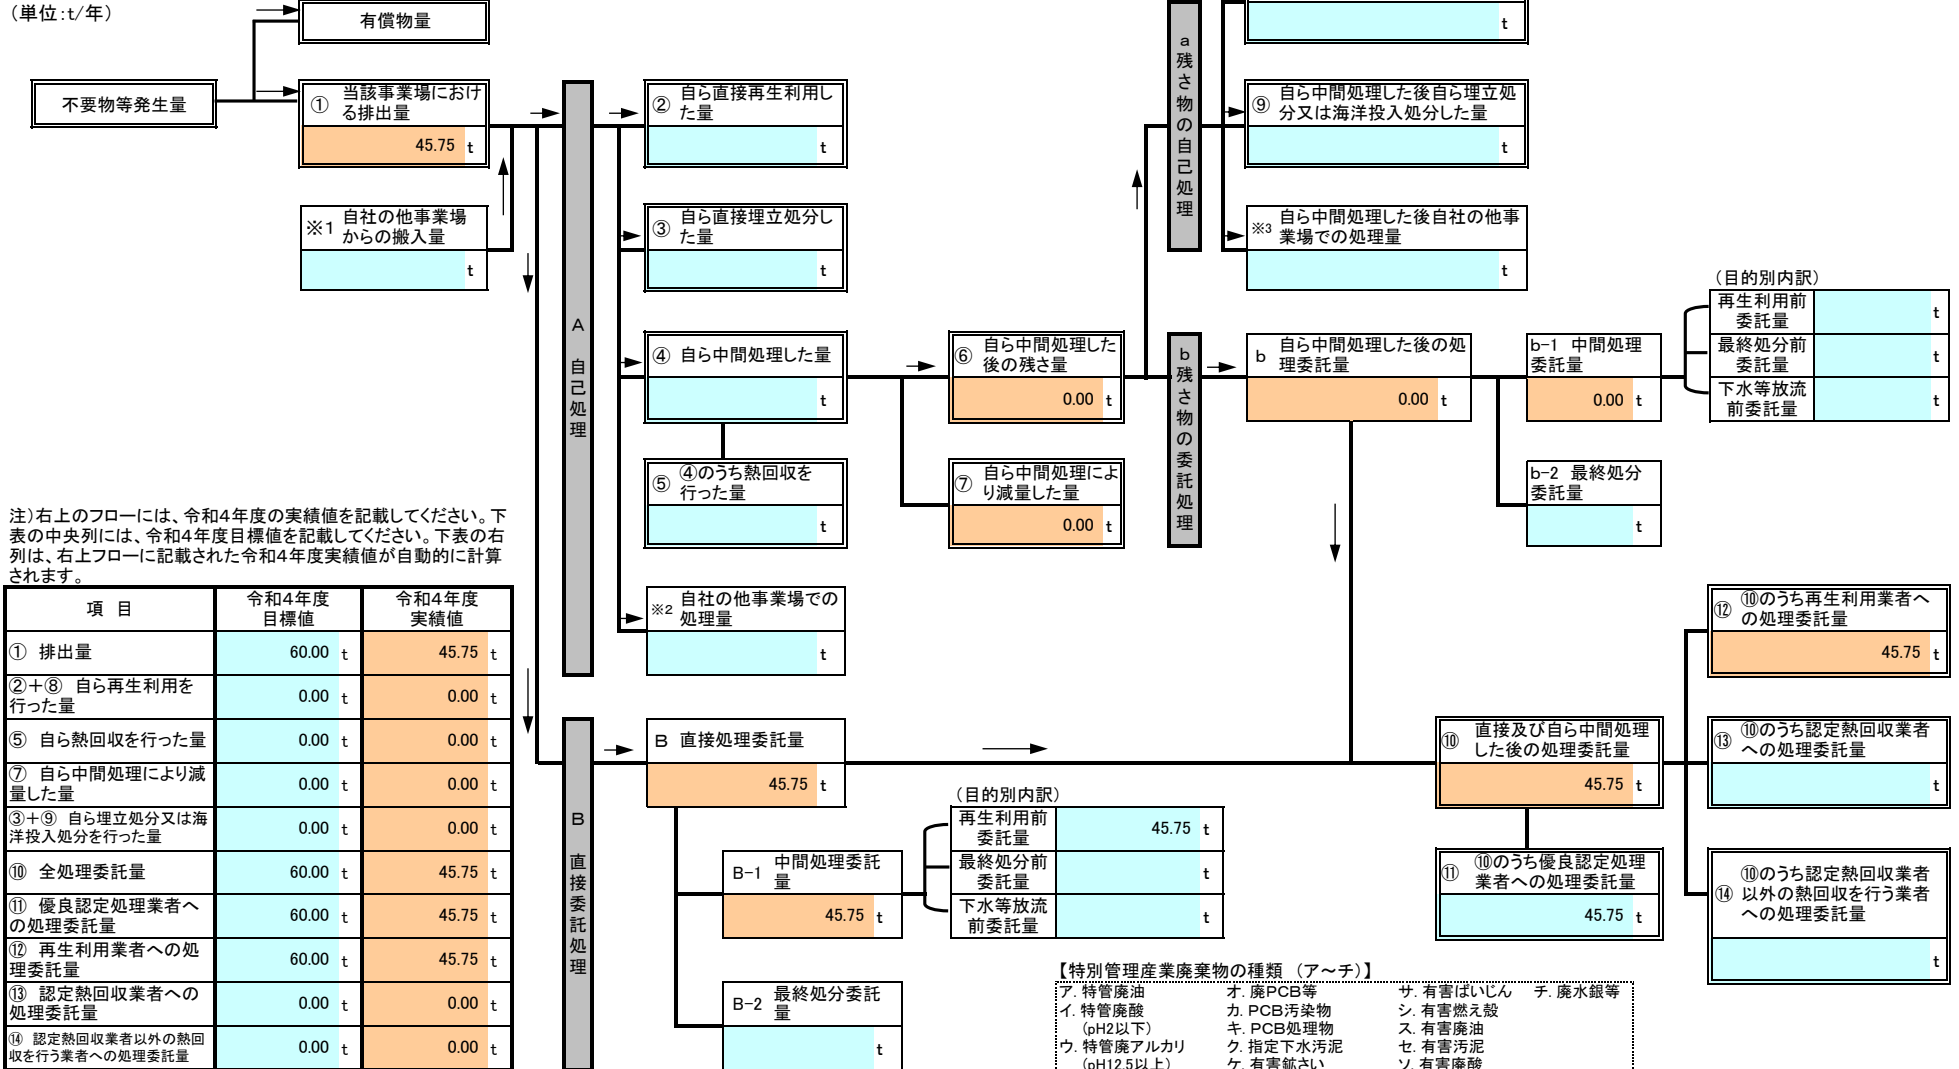 （単位:t/年）
有償物量
不要物等発生量
① 当該事業場におけ
る排出量
45.75 t
※1 自社の他事業場
からの搬入量
t
A 自己処理
② 自ら直接再生利用し
た量
t
③ 自ら直接埋立処分し
た量
t
④ 自ら中間処理した量
t
⑤ ④のうち熱回収を
行った量
t
※2 自社の他事業場での
処理量
t
⑥ 自ら中間処理した
後の残さ量
0.00 t
⑦ 自ら中間処理によ
り減量した量
0.00 t
a 残さ物の自己処理
t
⑨ 自ら中間処理した後自ら埋立処
分又は海洋投入処分した量
t
※3 自ら中間処理した後自社の他事
業場での処理量
t
b 残さ物の委託処理
b 自ら中間処理した後の処
理委託量
0.00 t
b-1 中間処理
委託量
0.00 t
b-2 最終処分
委託量
t
（目的別内訳）
再生利用前
委託量
t
最終処分前
委託量
t
下水等放流
前委託量
t
注）右上のフローには、令和4年度の実績値を記載してください。下
表の中央列には、令和4年度目標値を記載してください。下表の右
列は、右上フローに記載された令和4年度実績値が自動的に計算
されます。
項 目 令和4年度
目標値 令和4年度
実績値
① 排出量 60.00 t 45.75 t
②＋⑧ 自ら再生利用を
行った量 0.00 t 0.00 t
⑤ 自ら熱回収を行った量 0.00 t 0.00 t
⑦ 自ら中間処理により減
量した量 0.00 t 0.00 t
③＋⑨ 自ら埋立処分又は海
洋投入処分を行った量 0.00 t 0.00 t
⑩ 全処理委託量 60.00 t 45.75 t
⑪ 優良認定処理業者へ
の処理委託量 60.00 t 45.75 t
⑫ 再生利用業者への処
理委託量 60.00 t 45.75 t
⑬ 認定熱回収業者への
処理委託量 0.00 t 0.00 t
⑭ 認定熱回収業者以外の熱回
収を行う業者への処理委託量 0.00 t 0.00 t
B 直接委託処理
B 直接処理委託量
45.75 t
B-1 中間処理委託
量
45.75 t
B-2 最終処分委託
量
t
（目的別内訳）
再生利用前
委託量
45.75 t
最終処分前
委託量
t
下水等放流
前委託量
t
⑩ 直接及び自ら中間処理
した後の処理委託量
45.75 t
⑪ ⑩のうち優良認定処理
業者への処理委託量
45.75 t
⑫ ⑩のうち再生利用業者へ
の処理委託量
45.75 t
⑬ ⑩のうち認定熱回収業者
への処理委託量
t
⑭ ⑩のうち認定熱回収業者
以外の熱回収を行う業者
への処理委託量
t
【特別管理産業廃棄物の種類 （ア～チ）】
ア. 特管廃油 オ. 廃PCB等 サ. 有害ばいじん チ. 廃水銀等
イ. 特管廃酸 カ. PCB汚染物 シ. 有害燃え殻
（pH2以下） キ. PCB処理物 ス. 有害廃油
ウ. 特管廃アルカリ ク. 指定下水汚泥 セ. 有害汚泥
（pH12.5以上） ケ. 有害鉱さい ソ. 有害廃酸